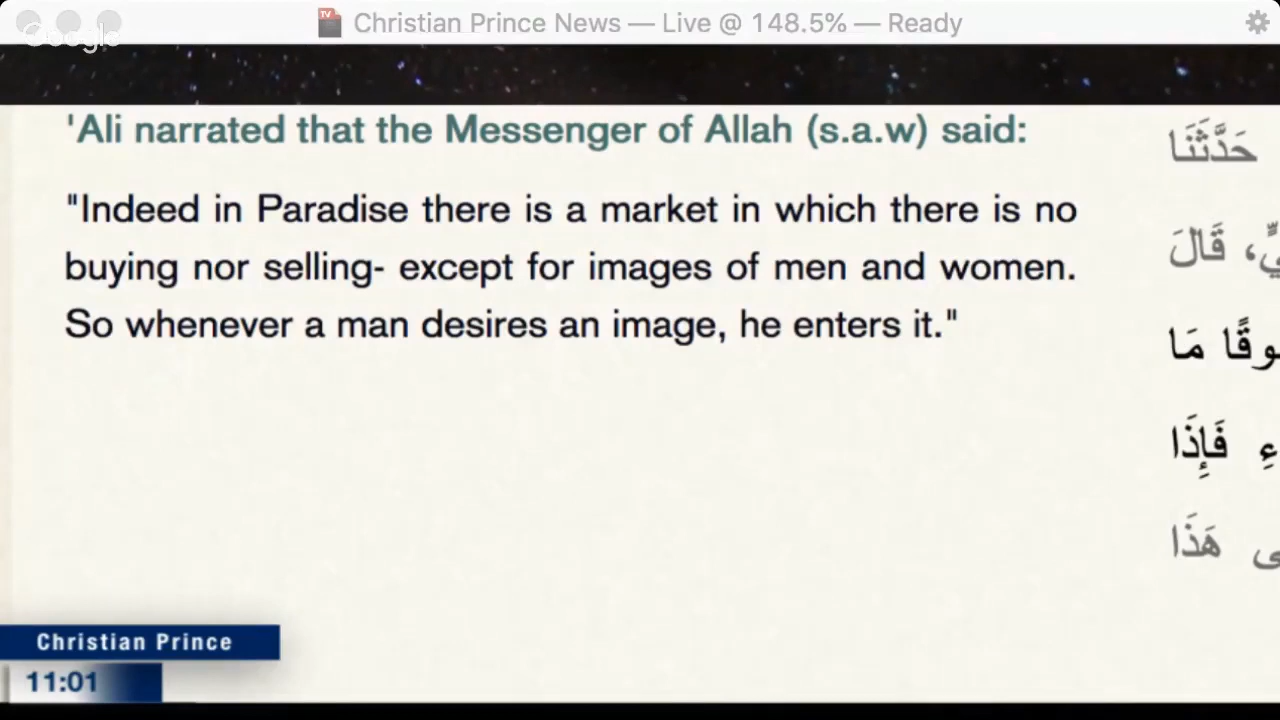 Christian Prince News — Live @ 148.5% — Ready
Google
'Ali narrated that the Messenger of Allah (s.a.w) said:
حَدَّثَنَا
"Indeed in Paradise there is a market in which there is no
قَالَ
buying nor selling- except for images of men and women.
So whenever a man desires an image, he enters it."
مَا
فَإِذَا
هَذَا
Christian Prince
11:01